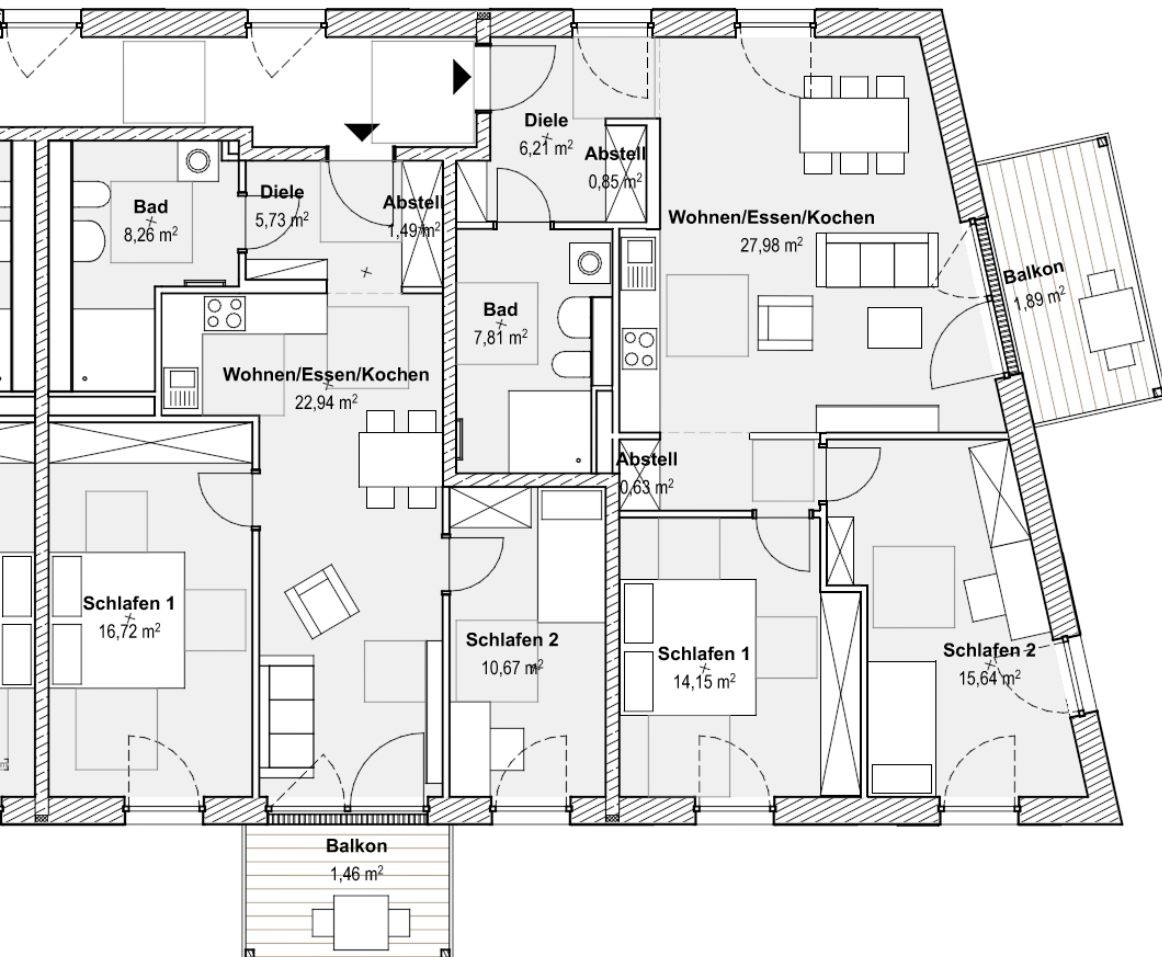 Diele
6,21 m²
Abstell
0,85 m²
Diele
5,73 m²
Abstell
1,49 m²
Bad
8,26 m²
Wohnen/Essen/Kochen
27,98 m²
Balkon
1,89 m²
Bad
7,81 m²
Wohnen/Essen/Kochen
22,94 m²
Abstell
0,63 m²
Schlafen 1
16,72 m²
Schlafen 2
10,67 m²
Schlafen 1
14,15 m²
Schlafen 2
15,64 m²
Balkon
1,46 m²